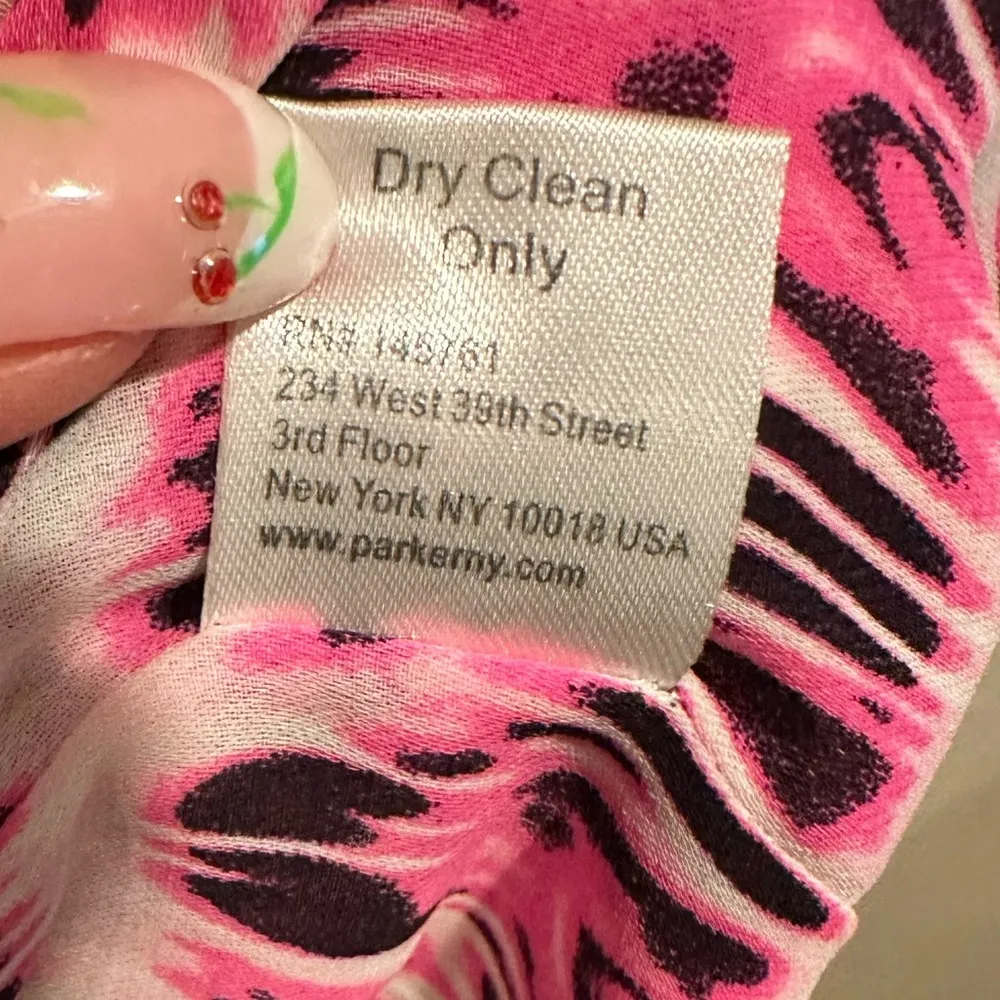 Dry Clean
Only
RN# 145761
234 West 39th Street
3rd Floor
New York NY 10018 USA
www.parkerny.com